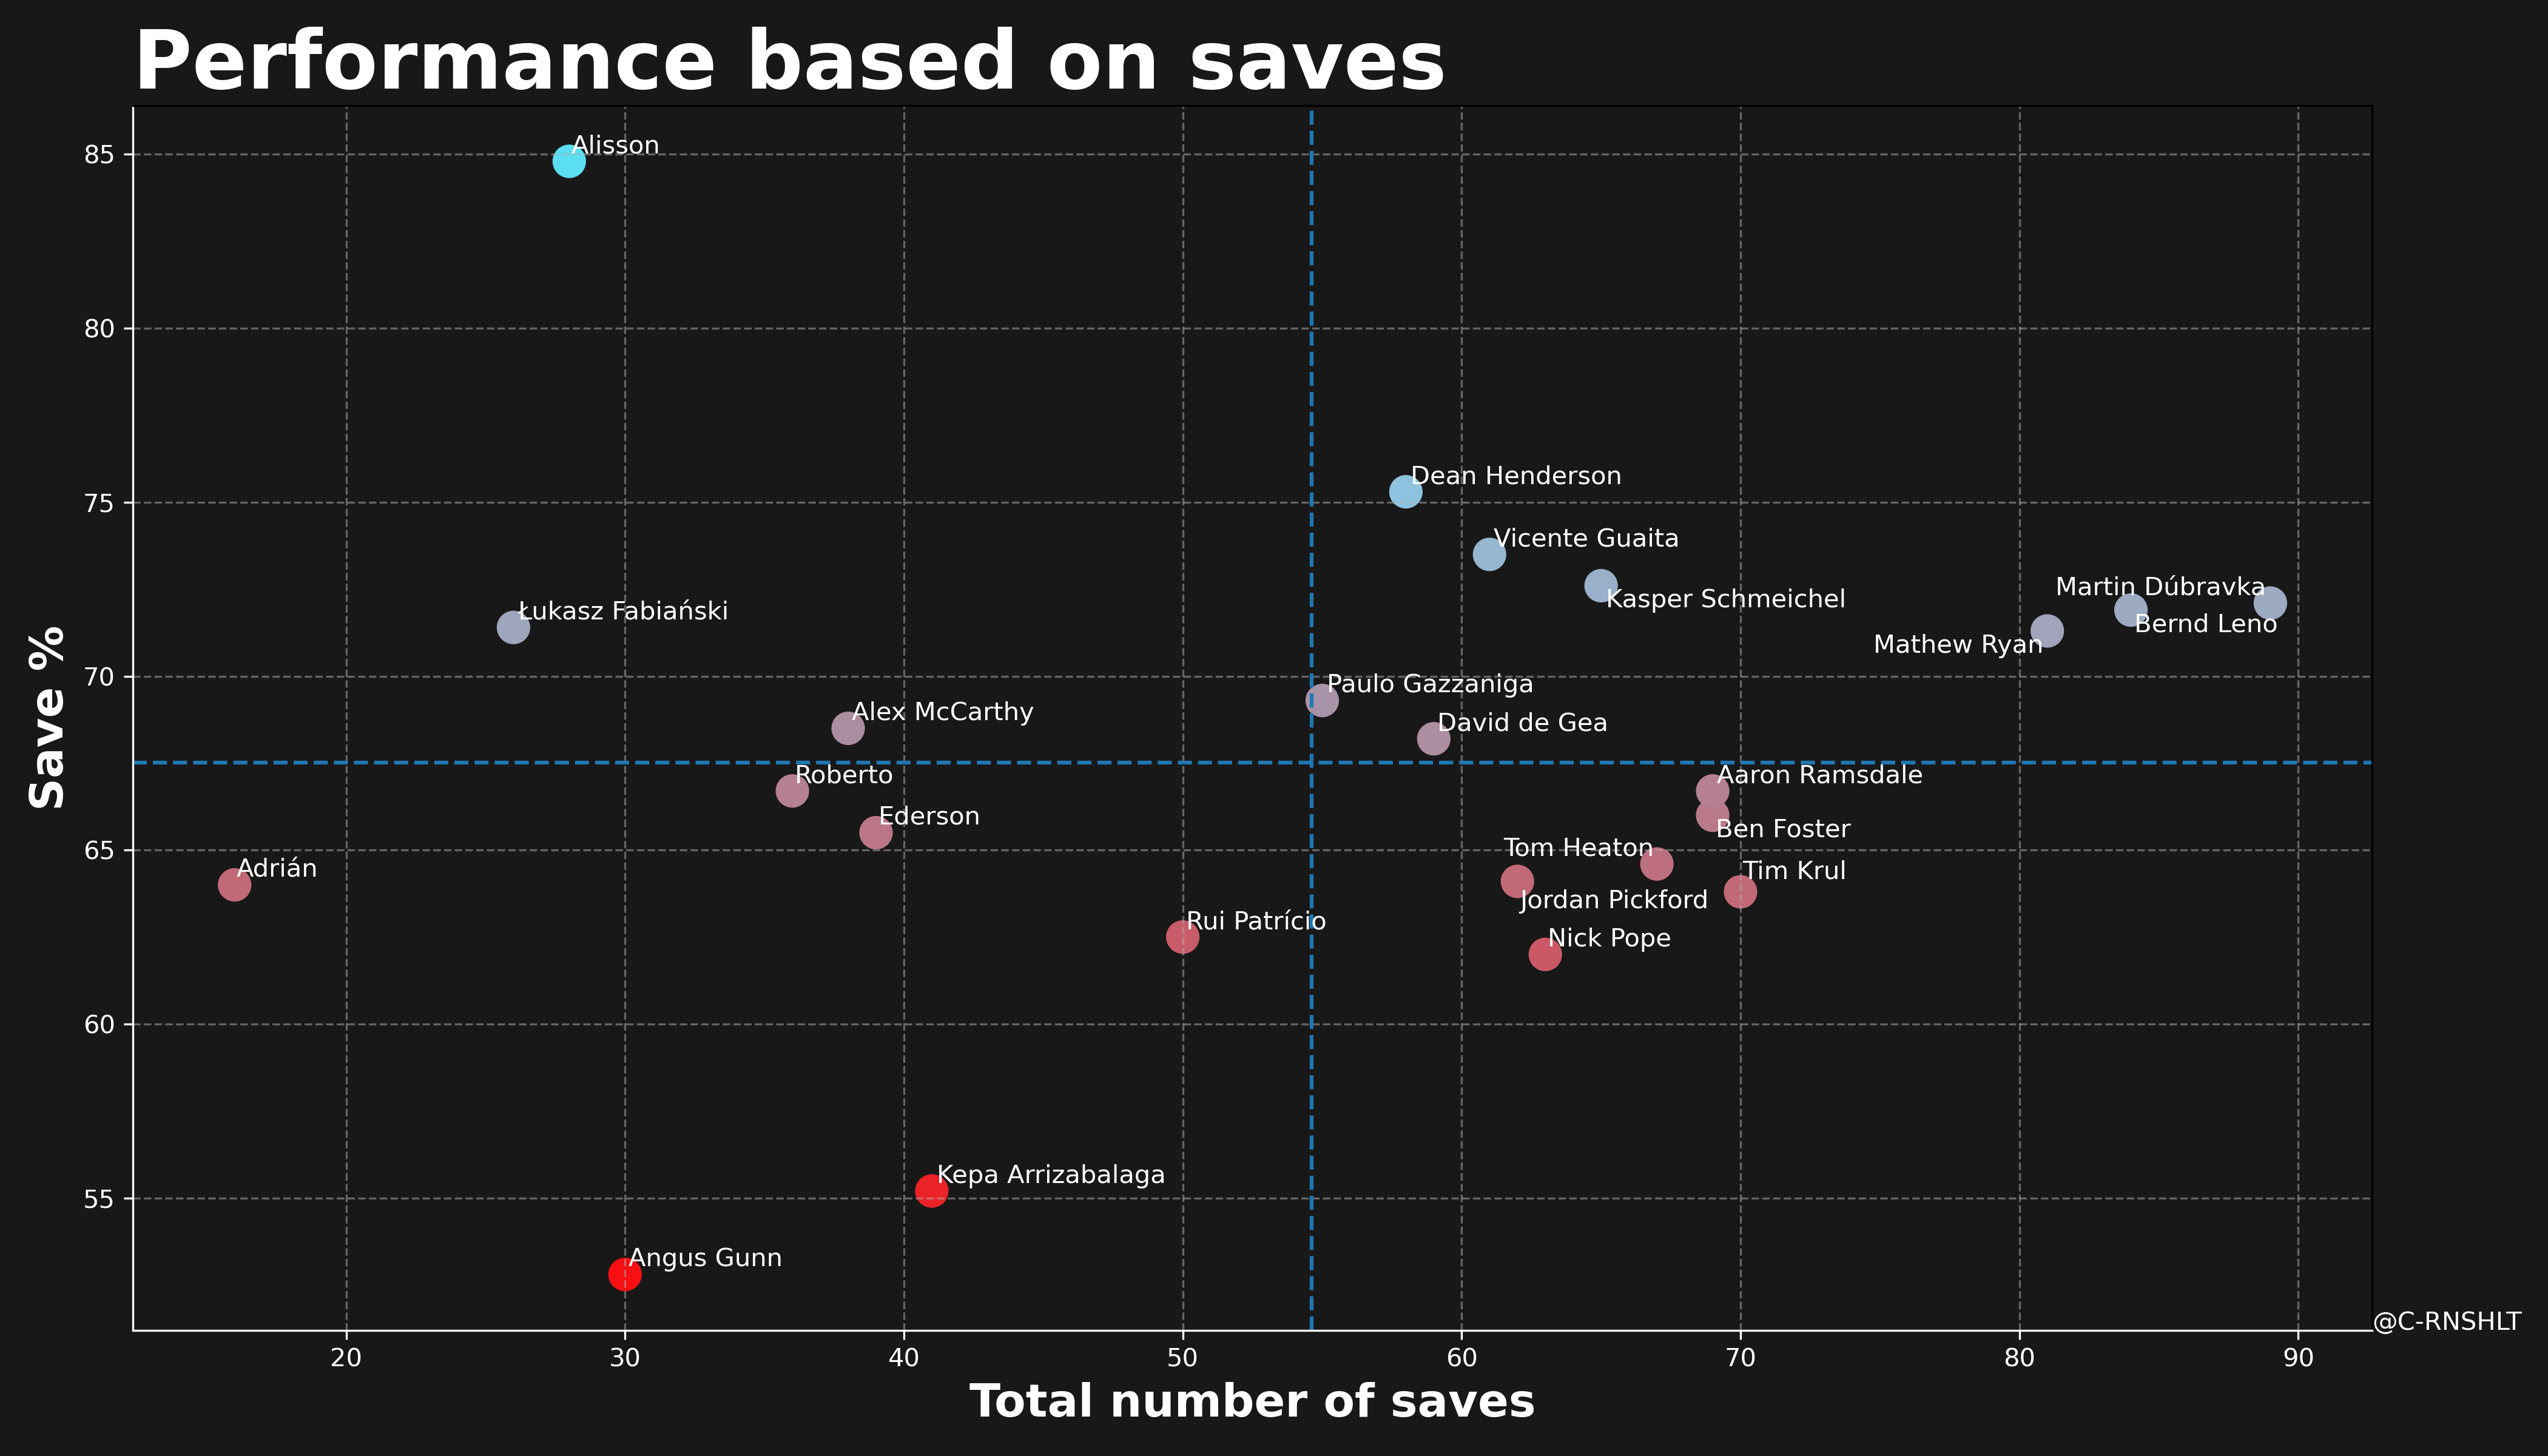 Performance based on saves
85
80
75
70
65
60
55
Save %
Alisson
Dean Henderson
Vicente Guaita
Kasper Schmeichel
Martin Dúbravka
Łukasz Fabiański
Bernd Leno
Mathew Ryan
Paulo Gazzaniga
Alex McCarthy
David de Gea
Roberto
Aaron Ramsdale
Ederson
Ben Foster
Tom Heaton
Adrián
Tim Krul
Jordan Pickford
Rui Patrício
Nick Pope
Kepa Arrizabalaga
Angus Gunn
@C-RNSHLT
20 30 40 50 60 70 80 90
Total number of saves